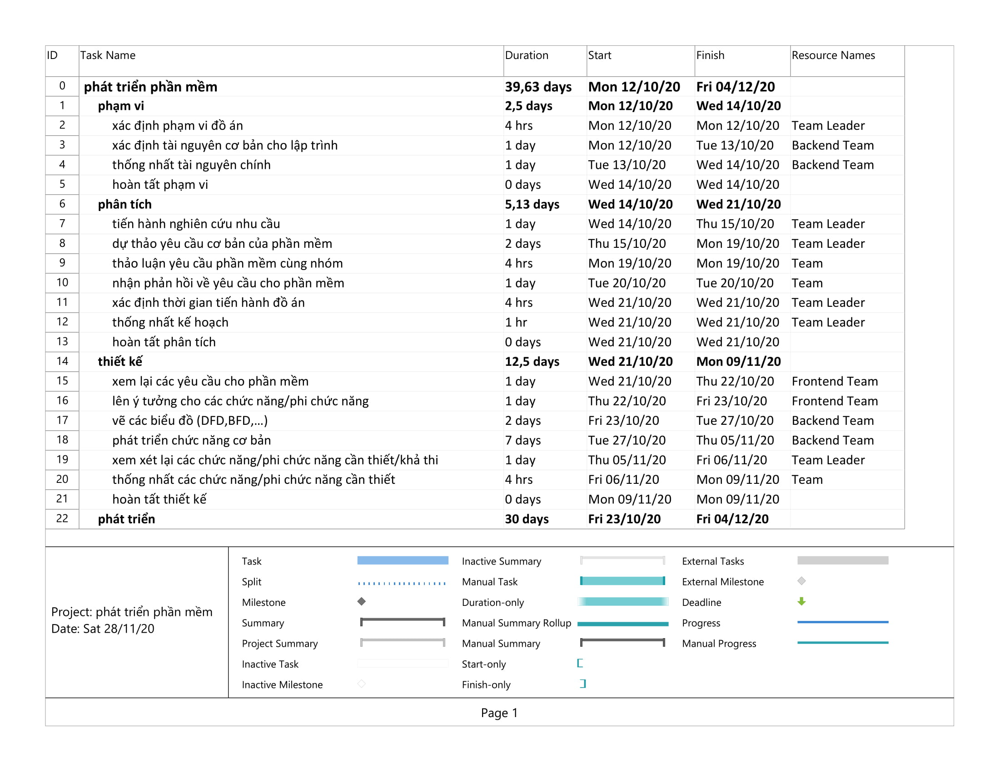 ID Task Name Duration Start Finish Resource Names
0 phát triển phần mềm 39,63 days Mon 12/10/20 Fri 04/12/20
1 phạm vi 2,5 days Mon 12/10/20 Wed 14/10/20
2 xác định phạm vi đồ án 4 hrs Mon 12/10/20 Mon 12/10/20 Team Leader
3 xác định tài nguyên cơ bản cho lập trình 1 day Mon 12/10/20 Tue 13/10/20 Backend Team
4 thống nhất tài nguyên chính 1 day Tue 13/10/20 Wed 14/10/20 Backend Team
5 hoàn tất phạm vi 0 days Wed 14/10/20 Wed 14/10/20
6 phân tích 5,13 days Wed 14/10/20 Wed 21/10/20
7 tiến hành nghiên cứu nhu cầu 1 day Wed 14/10/20 Thu 15/10/20 Team Leader
8 dự thảo yêu cầu cơ bản của phần mềm 2 days Thu 15/10/20 Mon 19/10/20 Team Leader
9 thảo luận yêu cầu phần mềm cùng nhóm 4 hrs Mon 19/10/20 Mon 19/10/20 Team
10 nhận phản hồi về yêu cầu cho phần mềm 1 day Tue 20/10/20 Tue 20/10/20 Team
11 xác định thời gian tiến hành đồ án 4 hrs Wed 21/10/20 Wed 21/10/20 Team Leader
12 thống nhất kế hoạch 1 hr Wed 21/10/20 Wed 21/10/20 Team Leader
13 hoàn tất phân tích 0 days Wed 21/10/20 Wed 21/10/20
14 thiết kế 12,5 days Wed 21/10/20 Mon 09/11/20
15 xem lại các yêu cầu cho phần mềm 1 day Wed 21/10/20 Thu 22/10/20 Frontend Team
16 lên ý tưởng cho các chức năng/phi chức năng 1 day Thu 22/10/20 Fri 23/10/20 Frontend Team
17 vẽ các biểu đồ (DFD,BFD,...) 2 days Fri 23/10/20 Tue 27/10/20 Backend Team
18 phát triển chức năng cơ bản 7 days Tue 27/10/20 Thu 05/11/20 Backend Team
19 xem xét lại các chức năng/phi chức năng cần thiết/khả thi 1 day Thu 05/11/20 Fri 06/11/20 Team Leader
20 thống nhất các chức năng/phi chức năng cần thiết 4 hrs Fri 06/11/20 Mon 09/11/20 Team
21 hoàn tất thiết kế 0 days Mon 09/11/20 Mon 09/11/20
22 phát triển 30 days Fri 23/10/20 Fri 04/12/20
Project: phát triển phần mềm
Date: Sat 28/11/20
Task Inactive Summary External Tasks
Split Manual Task External Milestone
Milestone Duration-only Deadline
Summary Manual Summary Rollup Progress
Project Summary Manual Summary Manual Progress
Inactive Task Start-only
Inactive Milestone Finish-only
Page 1